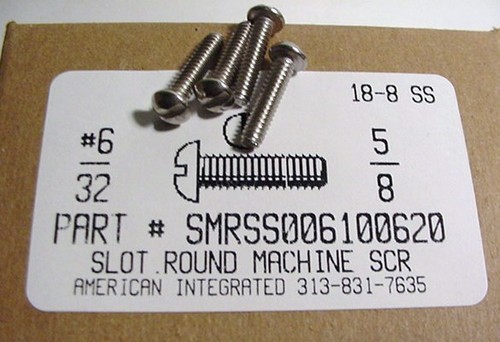 18-8 SS
#6
32
5
8
PART # SMRSS006100620
SLOT.ROUND MACHINE SCR
AMERICAN INTEGRATED 313-831-7635